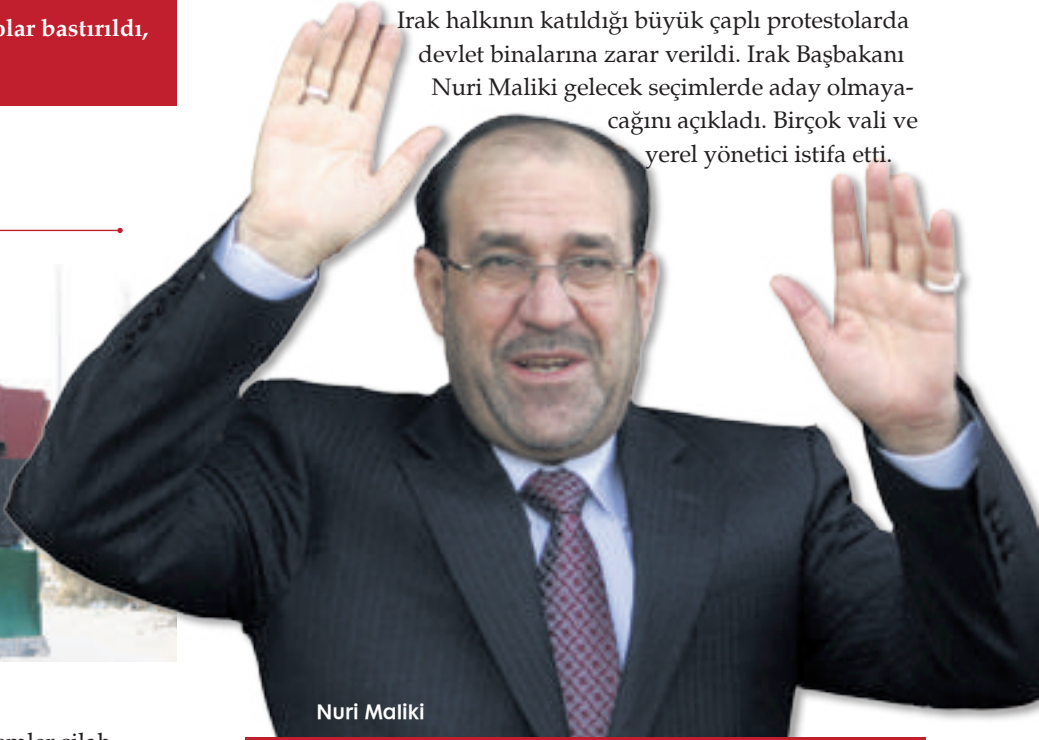 olar bastırıldı,
Irak halkının katıldığı büyük çaplı protestolarda
devlet binalarına zarar verildi. Irak Başbakanı
Nuri Maliki gelecek seçimlerde aday olmaya-
cağını açıkladı. Birçok vali ve
yerel yönetici istifa etti.
Nuri Maliki